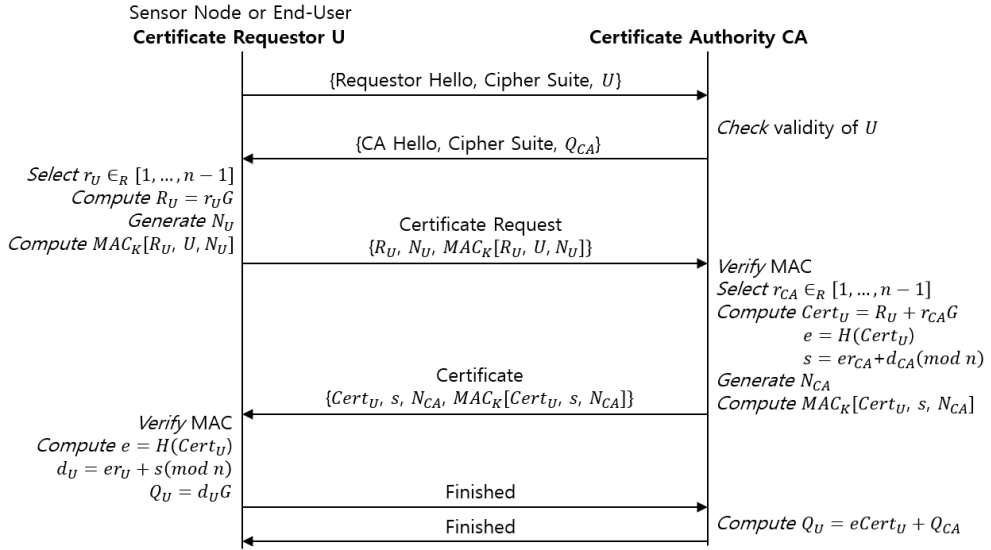 Sensor Node or End-User
Certificate Requestor U
Certificate Authority CA
{Requestor Hello, Cipher Suite, U}
Check validity of U
{CA Hello, Cipher Suite, Q_CA}
Select r_U ∈_R [1, ..., n − 1]
Compute R_U = r_U G
Generate N_U
Compute MAC_K[R_U, U, N_U]
Certificate Request
{R_U, N_U, MAC_K[R_U, U, N_U]}
Verify MAC
Select r_CA ∈_R [1, ..., n − 1]
Compute Cert_U = R_U + r_CA G
e = H(Cert_U)
s = er_CA+d_CA(mod n)
Generate N_CA
Compute MAC_K[Cert_U, s, N_CA]
Certificate
{Cert_U, s, N_CA, MAC_K[Cert_U, s, N_CA]}
Verify MAC
Compute e = H(Cert_U)
d_U = er_U + s(mod n)
Q_U = d_U G
Finished
Compute Q_U = eCert_U + Q_CA
Finished